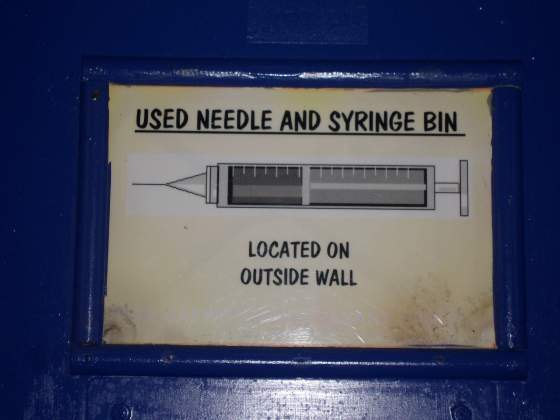 USED NEEDLE AND SYRINGE BIN
LOCATED ON
OUTSIDE WALL